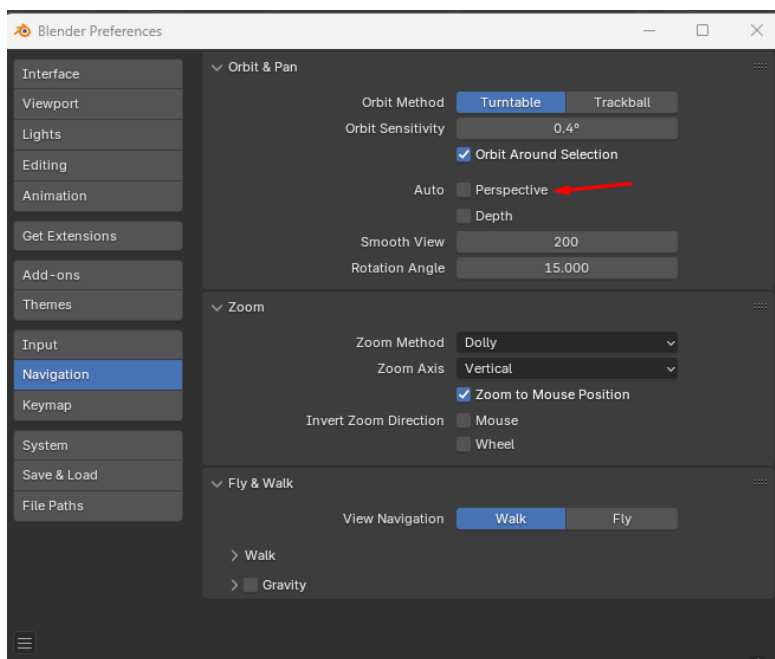 Blender Preferences
Interface
Viewport
Lights
Editing
Animation
Get Extensions
Add-ons
Themes
Input
Navigation
Keymap
System
Save & Load
File Paths
Orbit & Pan
Orbit Method Turntable Trackball
Orbit Sensitivity 0.4°
Orbit Around Selection
Auto Perspective
Depth
Smooth View 200
Rotation Angle 15.000
Zoom
Zoom Method Dolly
Zoom Axis Vertical
Zoom to Mouse Position
Invert Zoom Direction Mouse
Wheel
Fly & Walk
View Navigation Walk Fly
Walk
Gravity